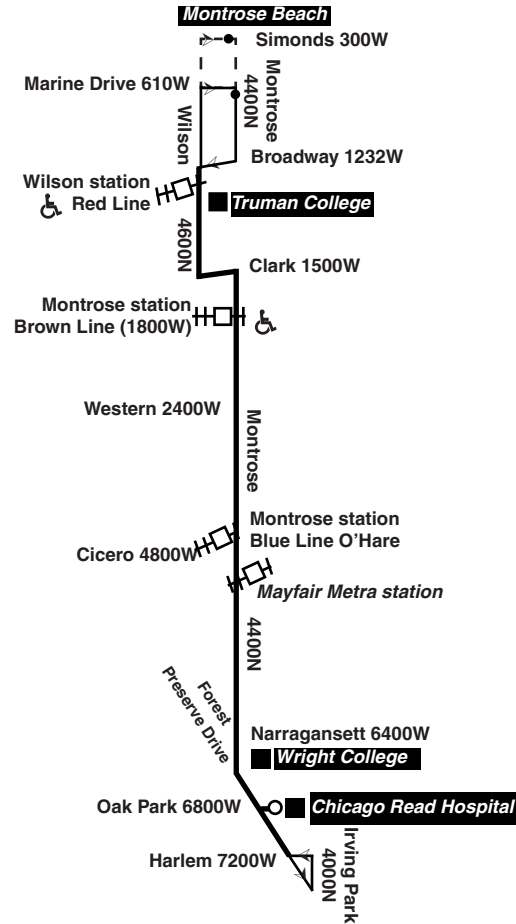 Montrose Beach
Simonds 300W
Marine Drive 610W
Montrose
4400N
Wilson
Broadway 1232W
Wilson station
Red Line
Truman College
4600N
Clark 1500W
Montrose station
Brown Line (1800W)
Western 2400W
Montrose
Montrose station
Blue Line O'Hare
Cicero 4800W
Mayfair Metra station
4400N
Forest
Preserve Drive
Narragansett 6400W
Wright College
Oak Park 6800W
Chicago Read Hospital
Harlem 7200W
Irving Park
4000N